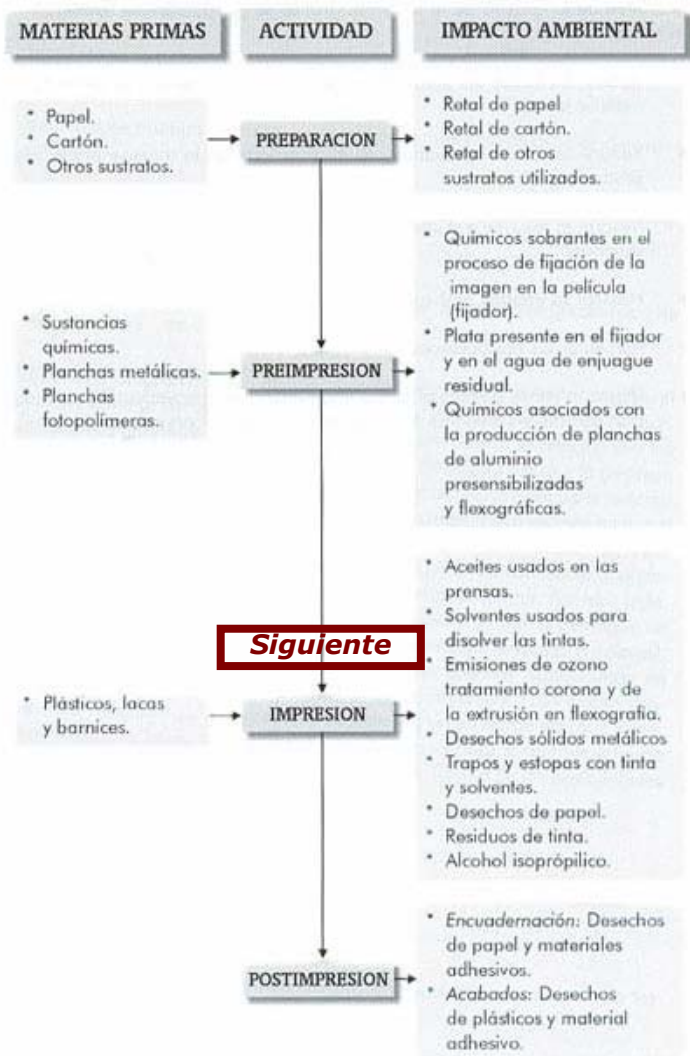 MATERIAS PRIMAS
ACTIVIDAD
IMPACTO AMBIENTAL
* Papel.
* Cartón.
* Otros sustratos.
PREPARACION
* Retal de papel
* Retal de cartón.
* Retal de otros
sustratos utilizados.
* Sustancias
químicas.
* Planchas metálicas.
* Planchas
fotopolímeras.
PREIMPRESION
* Químicos sobrantes en el
proceso de fijación de la
imagen en la película
(fijador).
* Plata presente en el fijador
y en el agua de enjuague
residual.
* Químicos asociados con
la producción de planchas
de aluminio
presensibilizadas
y flexográficas.
Siguiente
* Plásticos, lacas
y barnices.
IMPRESION
* Aceites usados en las
prensas.
* Solventes usados para
disolver las tintas.
* Emisiones de ozono
tratamiento corona y de
la extrusión en flexografía.
* Desechos sólidos metálicos
* Trapos y estopas con tinta
y solventes.
* Desechos de papel.
* Residuos de tinta.
* Alcohol isoprópilico.
POSTIMPRESION
* Encuadernación: Desechos
de papel y materiales
adhesivos.
* Acabados: Desechos
de plásticos y material
adhesivo.